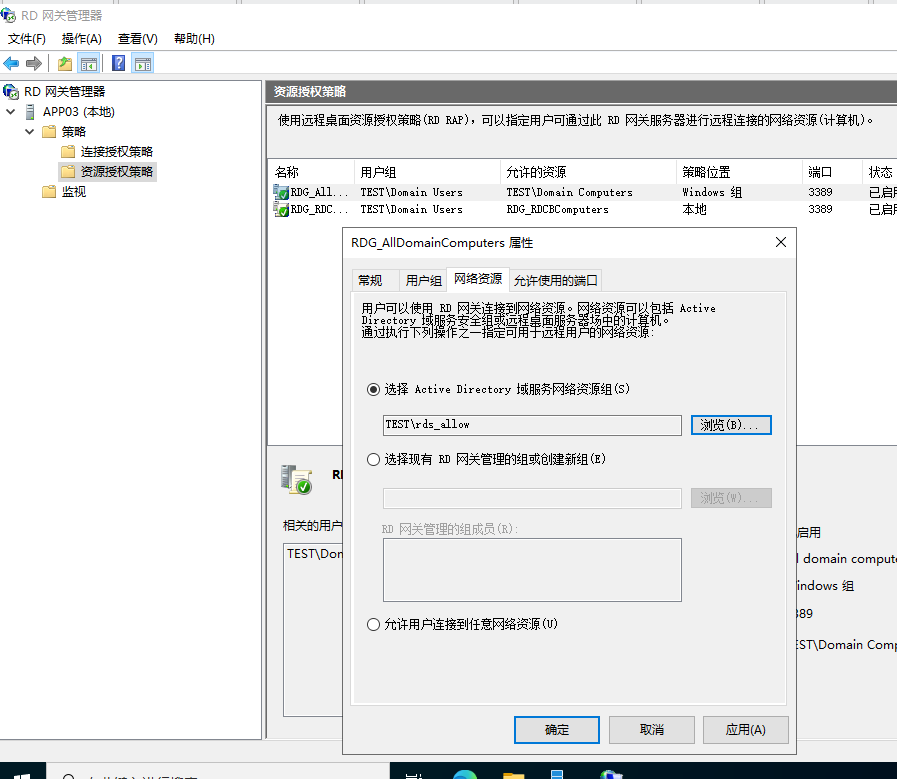 RD 网关管理器
文件(F) 操作(A) 查看(V) 帮助(H)
RD 网关管理器
APP03 (本地)
策略
连接授权策略
资源授权策略
监视
资源授权策略
使用远程桌面资源授权策略(RD RAP)，可以指定用户可通过此 RD 网关服务器进行远程连接的网络资源(计算机)。
名称 用户组 允许的资源 策略位置 端口 状态
RDG_All... TEST\Domain Users TEST\Domain Computers Windows 组 3389 已启
RDG_RDC... TEST\Domain Users RDG_RDCBComputers 本地 3389 已启
RDG_AllDomainComputers 属性
常规 用户组 网络资源 允许使用的端口
用户可以使用 RD 网关连接到网络资源。网络资源可以包括 Active
Directory 域服务安全组或远程桌面服务器场中的计算机。
通过执行下列操作之一指定可用于远程用户的网络资源:
选择 Active Directory 域服务网络资源组(S)
TEST\rds_allow 浏览(B)...
选择现有 RD 网关管理的组或创建新组(E)
浏览(W)...
RD 网关管理的组成员(R):
允许用户连接到任意网络资源(U)
确定 取消 应用(A)
相关的用户
TEST\Dor
启用
domain compute
indows 组
389
EST\Domain Comp